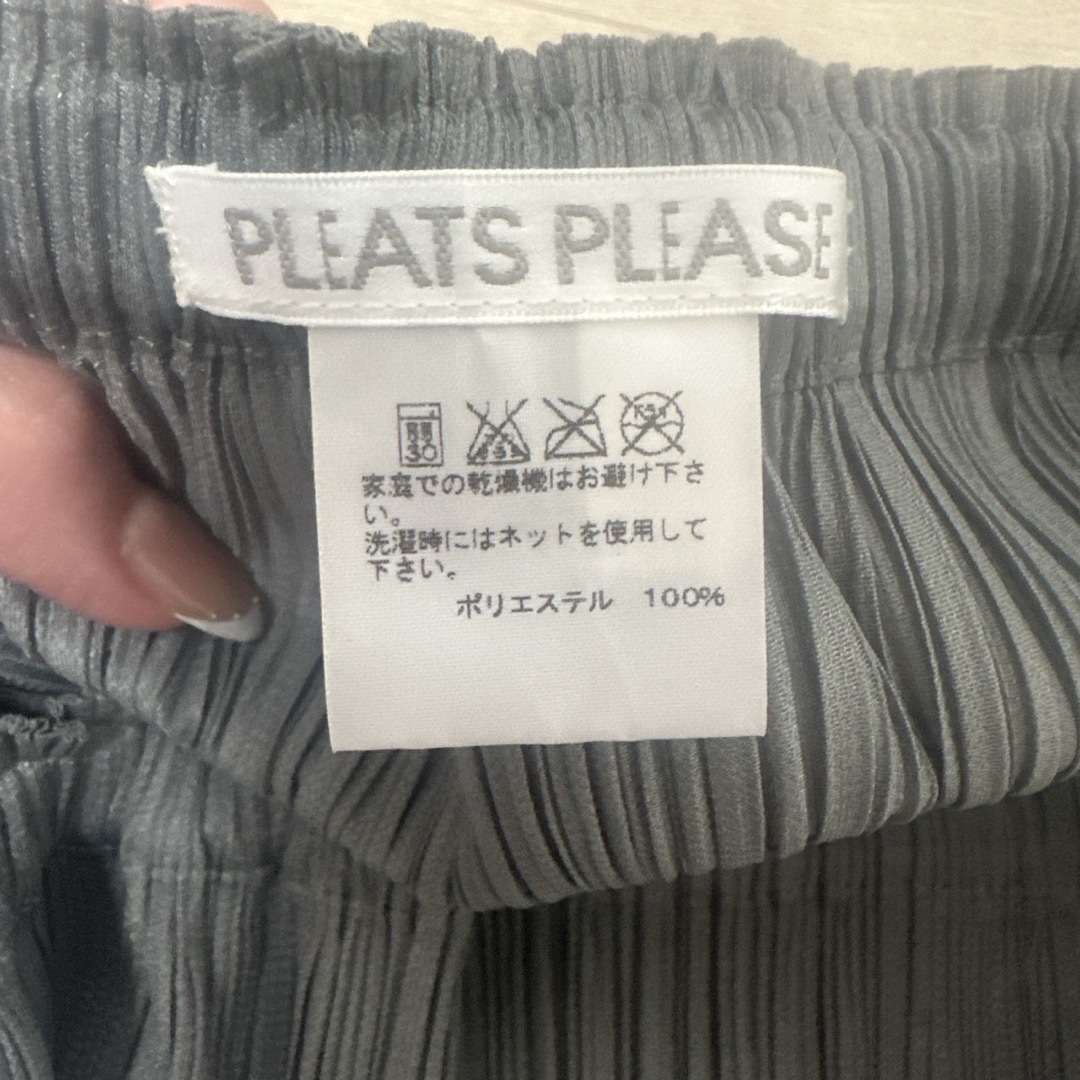 PLEATS PLEASE
弱
30
家庭での乾燥機はお避け下さ
い。
洗濯時にはネットを使用して
下さい。
ポリエステル 100%